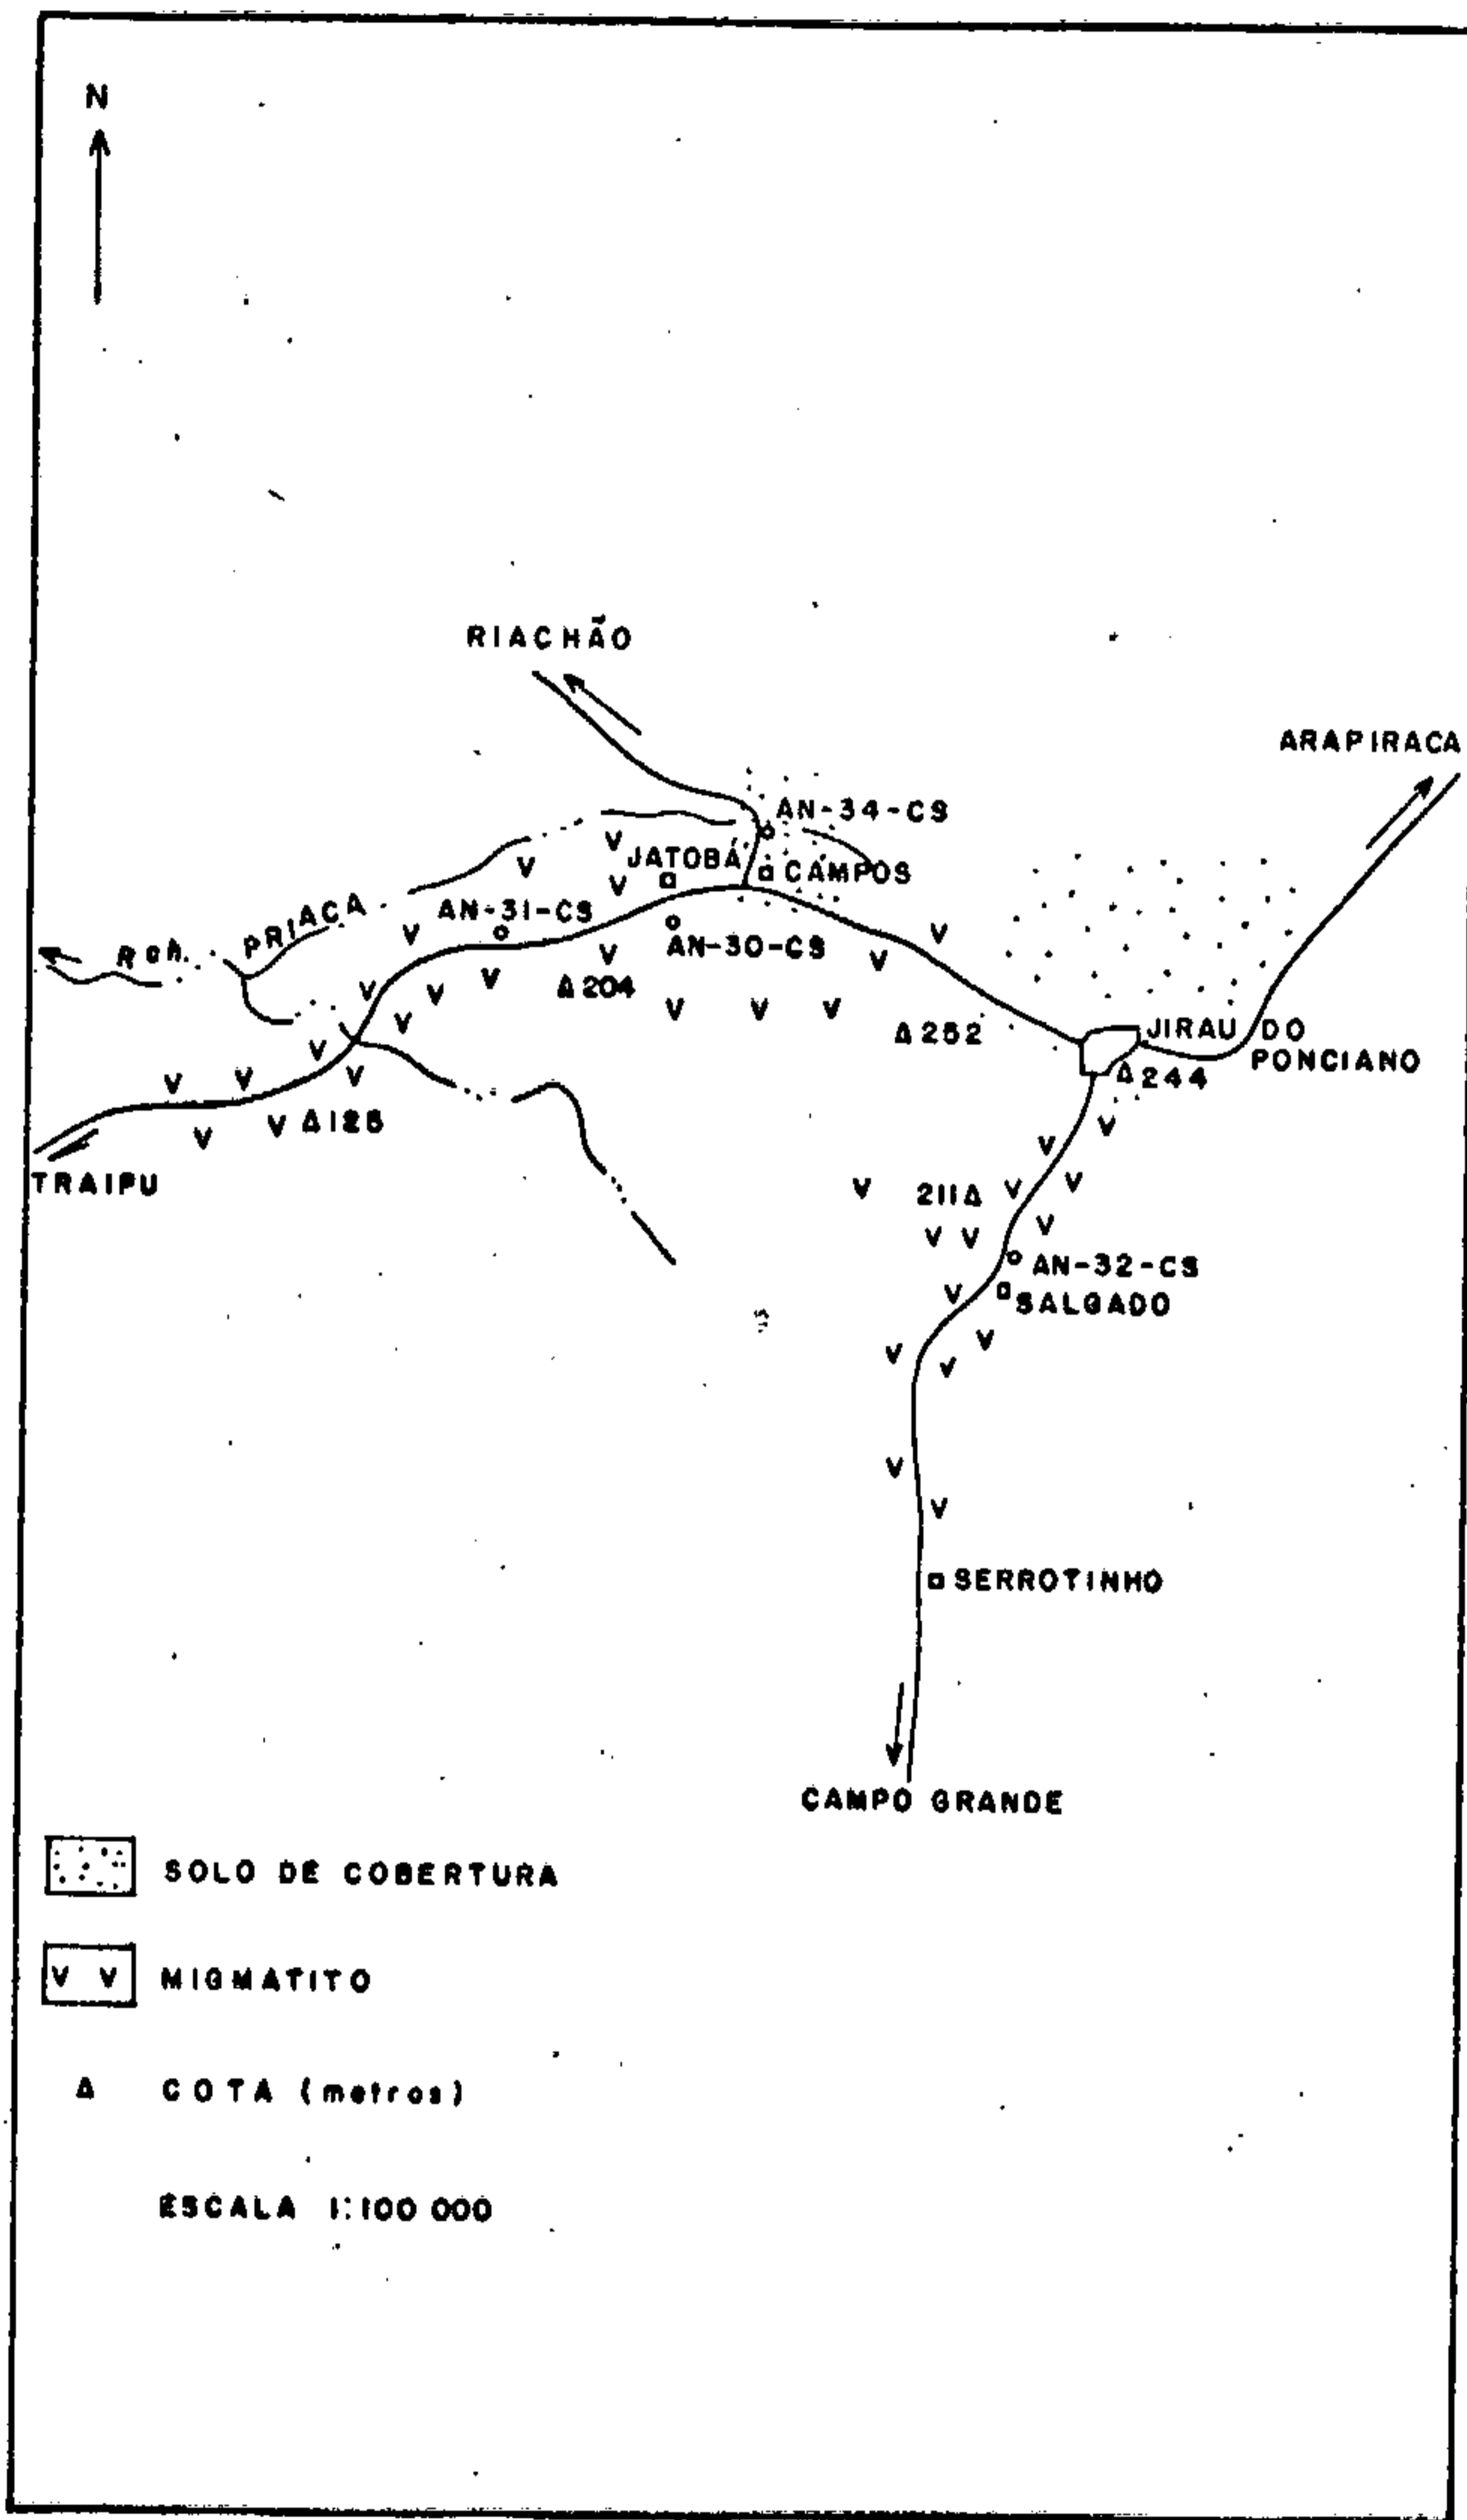 N
RIACHÃO
ARAPIRACA
AN-34-CS
JATOBÁ
CAMPOS
AN-31-CS
PRIACA
RCH.
AN-30-CS
204
JIRAU DO
PONCIANO
244
TRAIPU
211
AN-32-CS
SALGADO
SERROTINHO
CAMPO GRANDE
SOLO DE COBERTURA
V V MIGMATITO
COTA (metros)
ESCALA 1:100 000